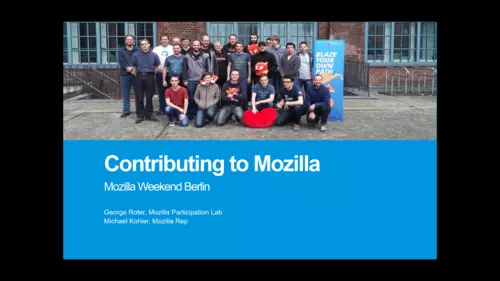 BLAZE
YOUR
OWN
PATH
Contributing to Mozilla
Mozilla Weekend Berlin
George Roter, Mozilla Participation Lab
Michael Kohler, Mozilla Rep